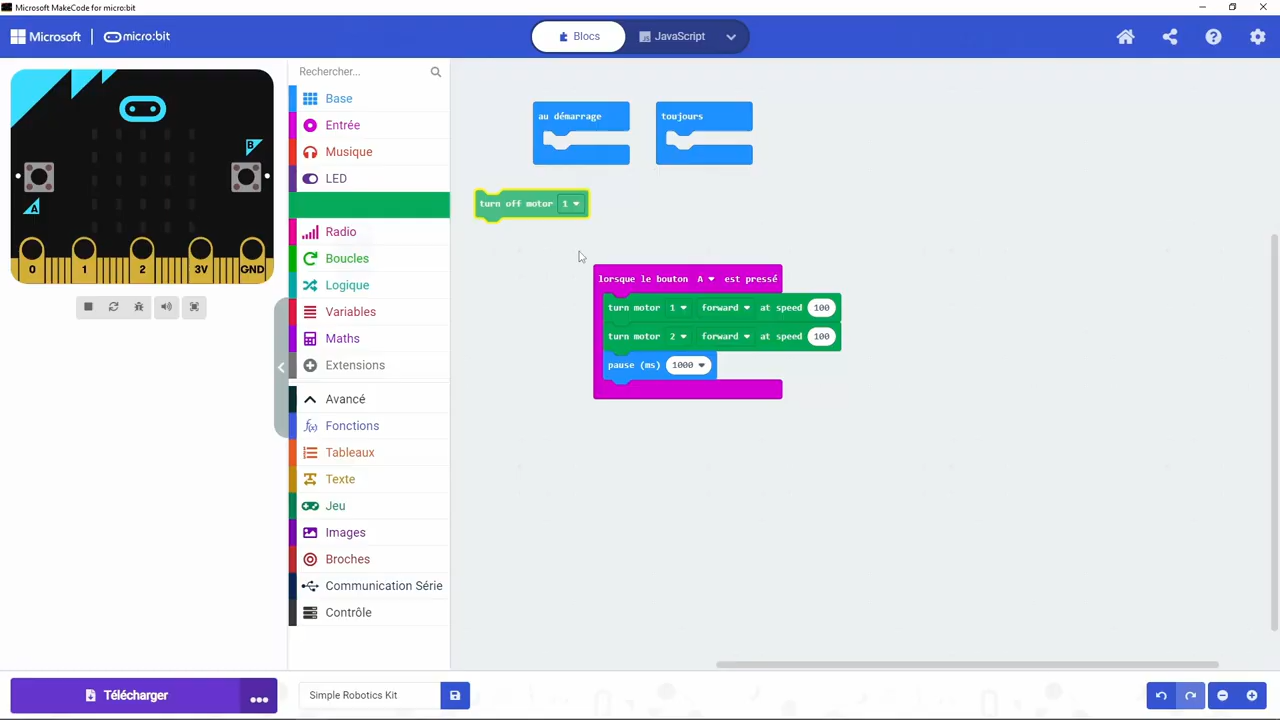 Microsoft MakeCode for micro:bit
Microsoft
micro:bit
Blocs
JavaScript
B
A
0
1
2
3V
GND
Télécharger
Rechercher...
Base
Entrée
Musique
LED
Radio
Boucles
Logique
Variables
Maths
Extensions
Avancé
Fonctions
Tableaux
Texte
Jeu
Images
Broches
Communication Série
Contrôle
au démarrage
toujours
turn off motor 1
lorsque le bouton A est pressé
turn motor 1 forward at speed 100
turn motor 2 forward at speed 100
pause (ms) 1000
Simple Robotics Kit